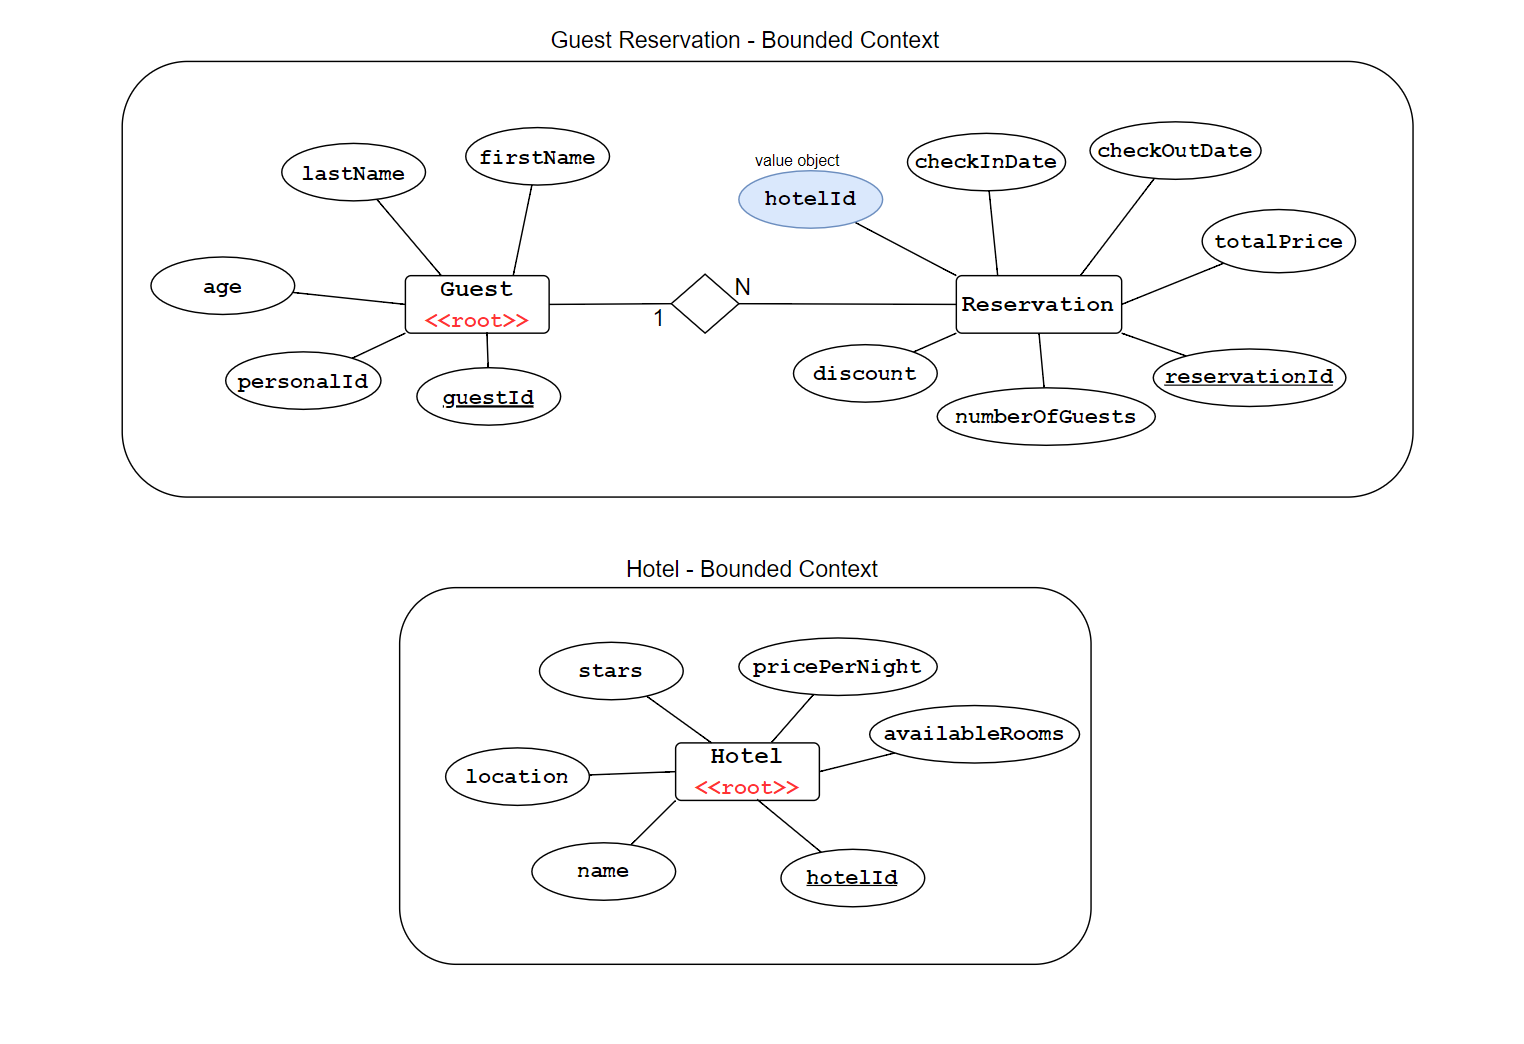 Guest Reservation - Bounded Context
lastName
firstName
value object
hotelId
checkInDate
checkOutDate
totalPrice
age
Guest
<<root>>
1
N
Reservation
personalId
guestId
discount
numberOfGuests
reservationId
Hotel - Bounded Context
stars
pricePerNight
availableRooms
Hotel
<<root>>
location
name
hotelId